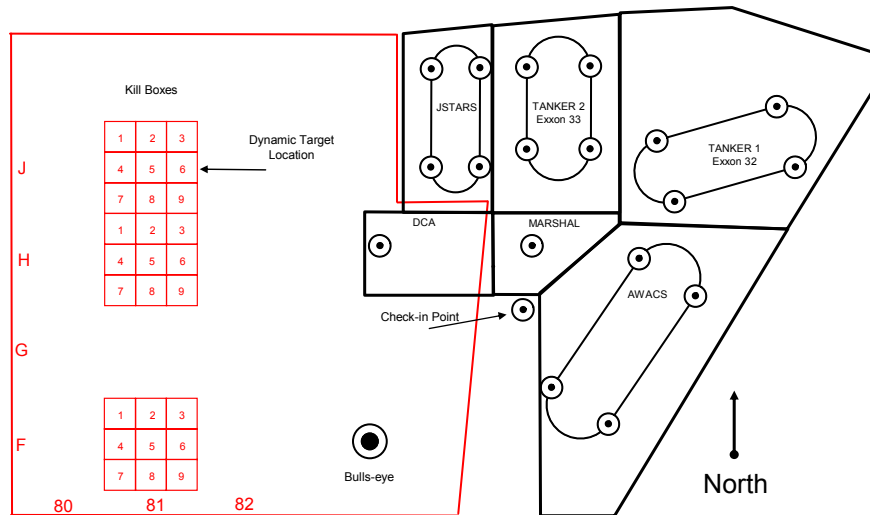 Kill Boxes
1 2 3
4 5 6
7 8 9
1 2 3
4 5 6
7 8 9
J
H
G
F
1 2 3
4 5 6
7 8 9
80 81 82
Dynamic Target
Location
JSTARS
TANKER 2
Exxon 33
TANKER 1
Exxon 32
DCA
MARSHAL
Check-in Point
AWACS
Bulls-eye
North